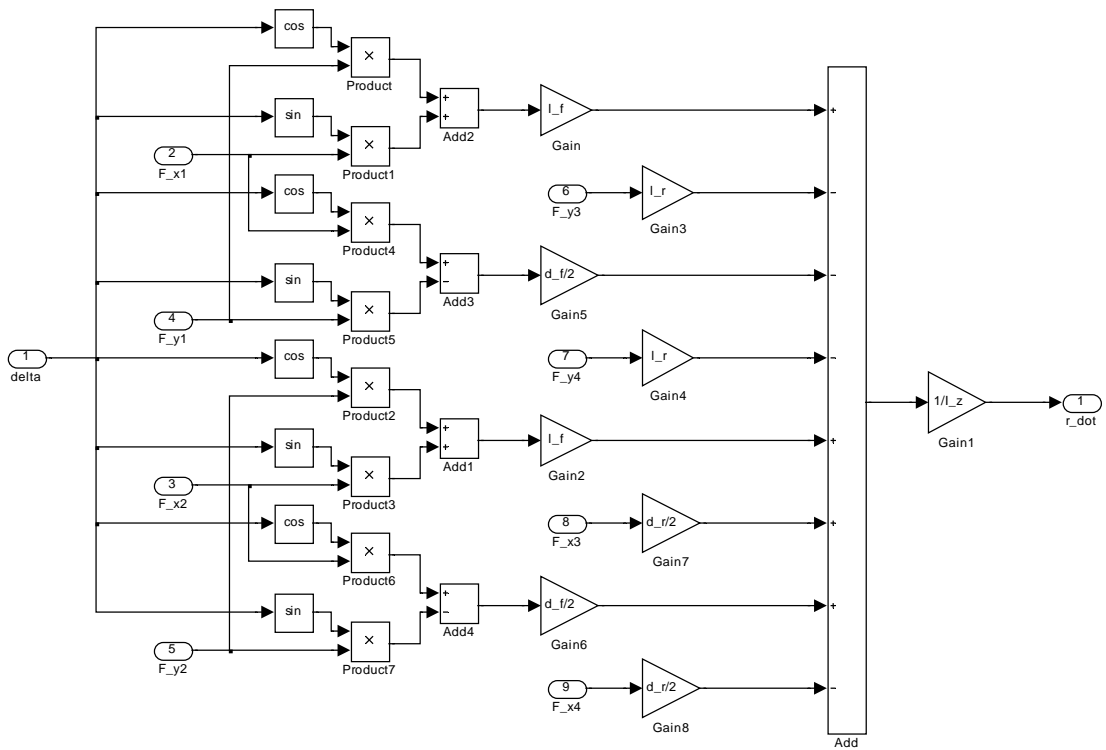 cos
×
Product
sin
×
Product1
2
F_x1
+
+
Add2
l_f
Gain
+
cos
×
Product4
6
F_y3
l_r
Gain3
−
sin
×
Product5
4
F_y1
+
−
Add3
d_f/2
Gain5
−
1
delta
cos
×
Product2
7
F_y4
l_r
Gain4
−
sin
×
Product3
3
F_x2
+
+
Add1
l_f
Gain2
+
1/I_z
Gain1
1
r_dot
cos
×
Product6
8
F_x3
d_r/2
Gain7
+
sin
×
Product7
5
F_y2
+
−
Add4
d_f/2
Gain6
+
9
F_x4
d_r/2
Gain8
−
Add